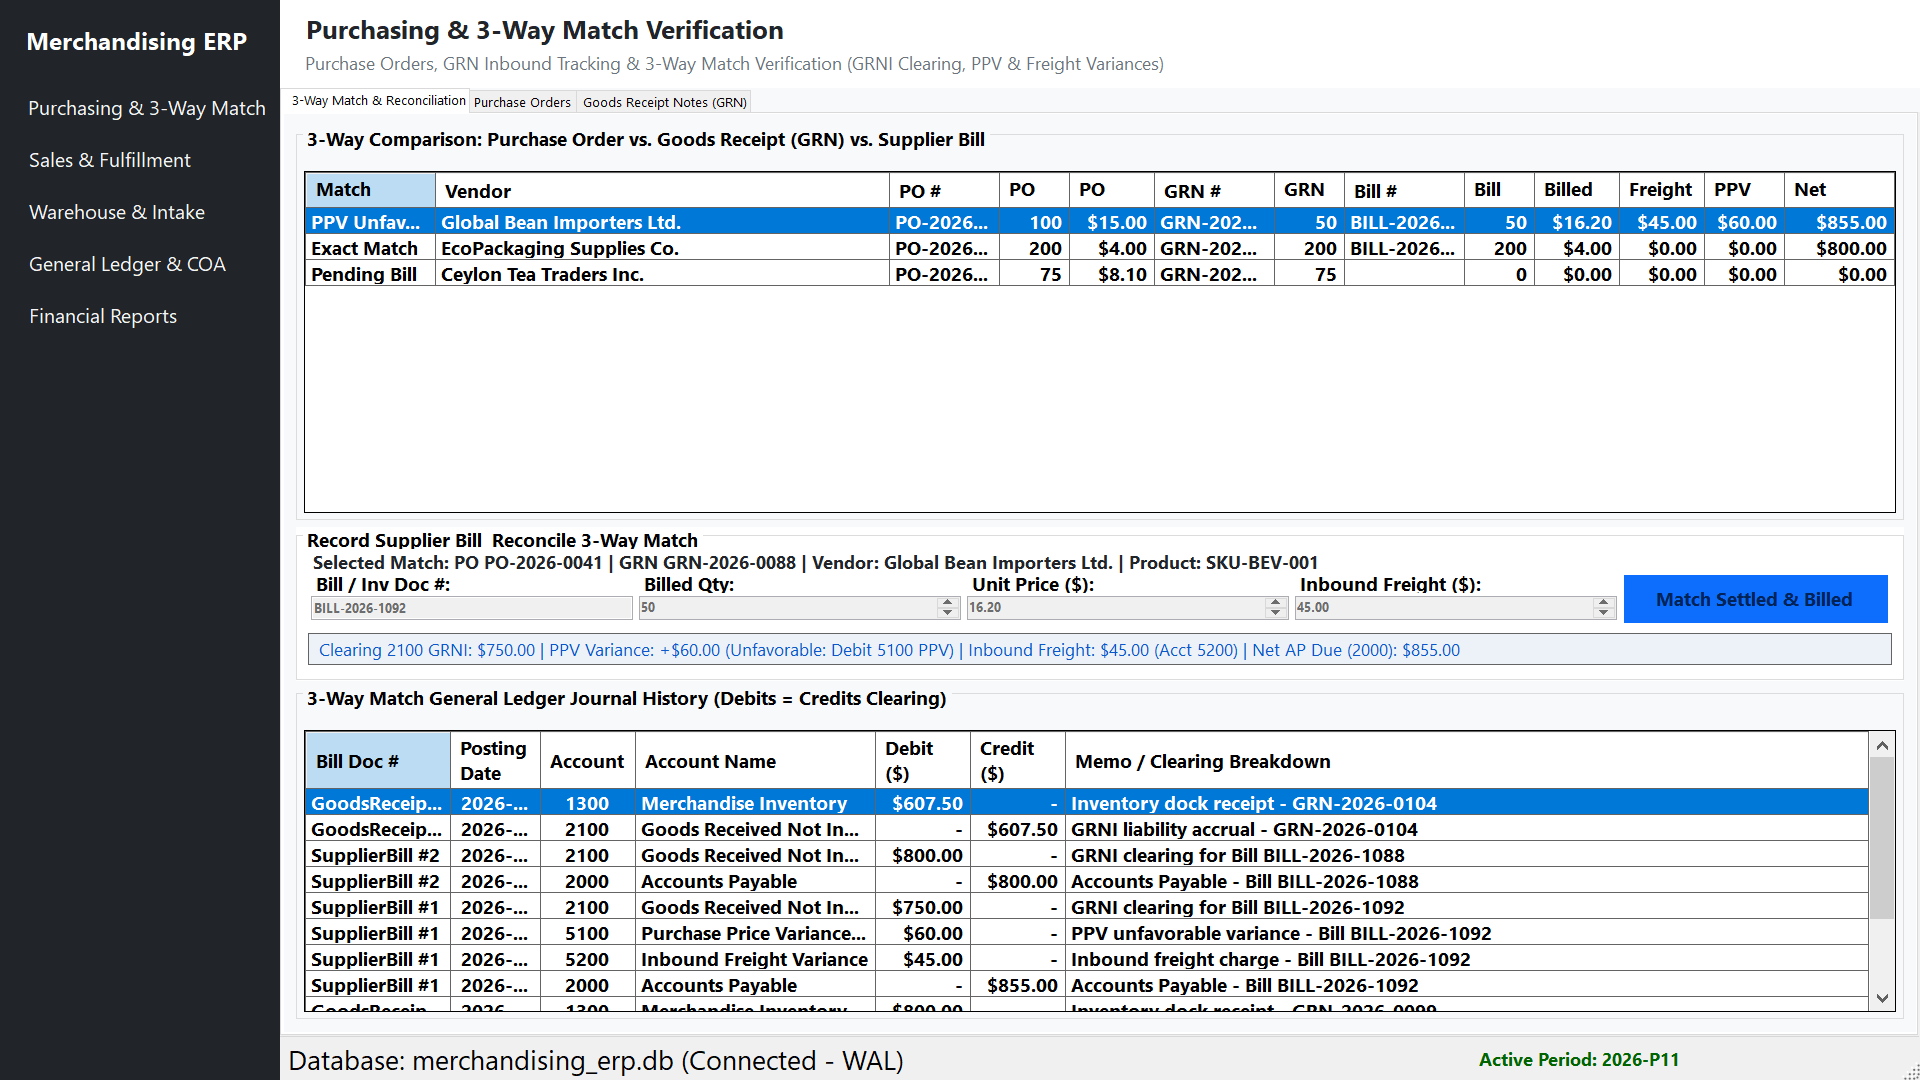 Merchandising ERP
Purchasing & 3-Way Match
Sales & Fulfillment
Warehouse & Intake
General Ledger & COA
Financial Reports
Purchasing & 3-Way Match Verification
Purchase Orders, GRN Inbound Tracking & 3-Way Match Verification (GRNI Clearing, PPV & Freight Variances)
3-Way Match & Reconciliation Purchase Orders Goods Receipt Notes (GRN)
3-Way Comparison: Purchase Order vs. Goods Receipt (GRN) vs. Supplier Bill
Match Vendor PO # PO PO GRN # GRN Bill # Bill Billed Freight PPV Net
PPV Unfav... Global Bean Importers Ltd. PO-2026... 100 $15.00 GRN-202... 50 BILL-2026... 50 $16.20 $45.00 $60.00 $855.00
Exact Match EcoPackaging Supplies Co. PO-2026... 200 $4.00 GRN-202... 200 BILL-2026... 200 $4.00 $0.00 $0.00 $800.00
Pending Bill Ceylon Tea Traders Inc. PO-2026... 75 $8.10 GRN-202... 75 0 $0.00 $0.00 $0.00 $0.00
Record Supplier Bill Reconcile 3-Way Match
Selected Match: PO PO-2026-0041 | GRN GRN-2026-0088 | Vendor: Global Bean Importers Ltd. | Product: SKU-BEV-001
Bill / Inv Doc #: Billed Qty: Unit Price ($): Inbound Freight ($):
BILL-2026-1092 50 16.20 45.00 Match Settled & Billed
Clearing 2100 GRNI: $750.00 | PPV Variance: +$60.00 (Unfavorable: Debit 5100 PPV) | Inbound Freight: $45.00 (Acct 5200) | Net AP Due (2000): $855.00
3-Way Match General Ledger Journal History (Debits = Credits Clearing)
Bill Doc # Posting Date Account Account Name Debit ($) Credit ($) Memo / Clearing Breakdown
GoodsReceip... 2026-... 1300 Merchandise Inventory $607.50 - Inventory dock receipt - GRN-2026-0104
GoodsReceip... 2026-... 2100 Goods Received Not In... - $607.50 GRNI liability accrual - GRN-2026-0104
SupplierBill #2 2026-... 2100 Goods Received Not In... $800.00 - GRNI clearing for Bill BILL-2026-1088
SupplierBill #2 2026-... 2000 Accounts Payable - $800.00 Accounts Payable - Bill BILL-2026-1088
SupplierBill #1 2026-... 2100 Goods Received Not In... $750.00 - GRNI clearing for Bill BILL-2026-1092
SupplierBill #1 2026-... 5100 Purchase Price Variance... $60.00 - PPV unfavorable variance - Bill BILL-2026-1092
SupplierBill #1 2026-... 5200 Inbound Freight Variance $45.00 - Inbound freight charge - Bill BILL-2026-1092
SupplierBill #1 2026-... 2000 Accounts Payable - $855.00 Accounts Payable - Bill BILL-2026-1092
GoodsReceip... 2026-... 1300 Merchandise Inventory $800.00 - Inventory dock receipt - GRN-2026-0099
Database: merchandising_erp.db (Connected - WAL)
Active Period: 2026-P11